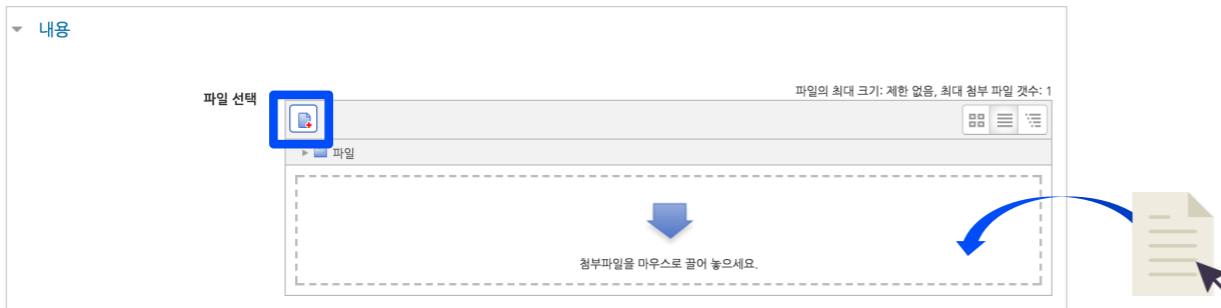 내용
파일의 최대 크기: 제한 없음, 최대 첨부 파일 갯수: 1
파일 선택
파일
첨부파일을 마우스로 끌어 놓으세요.